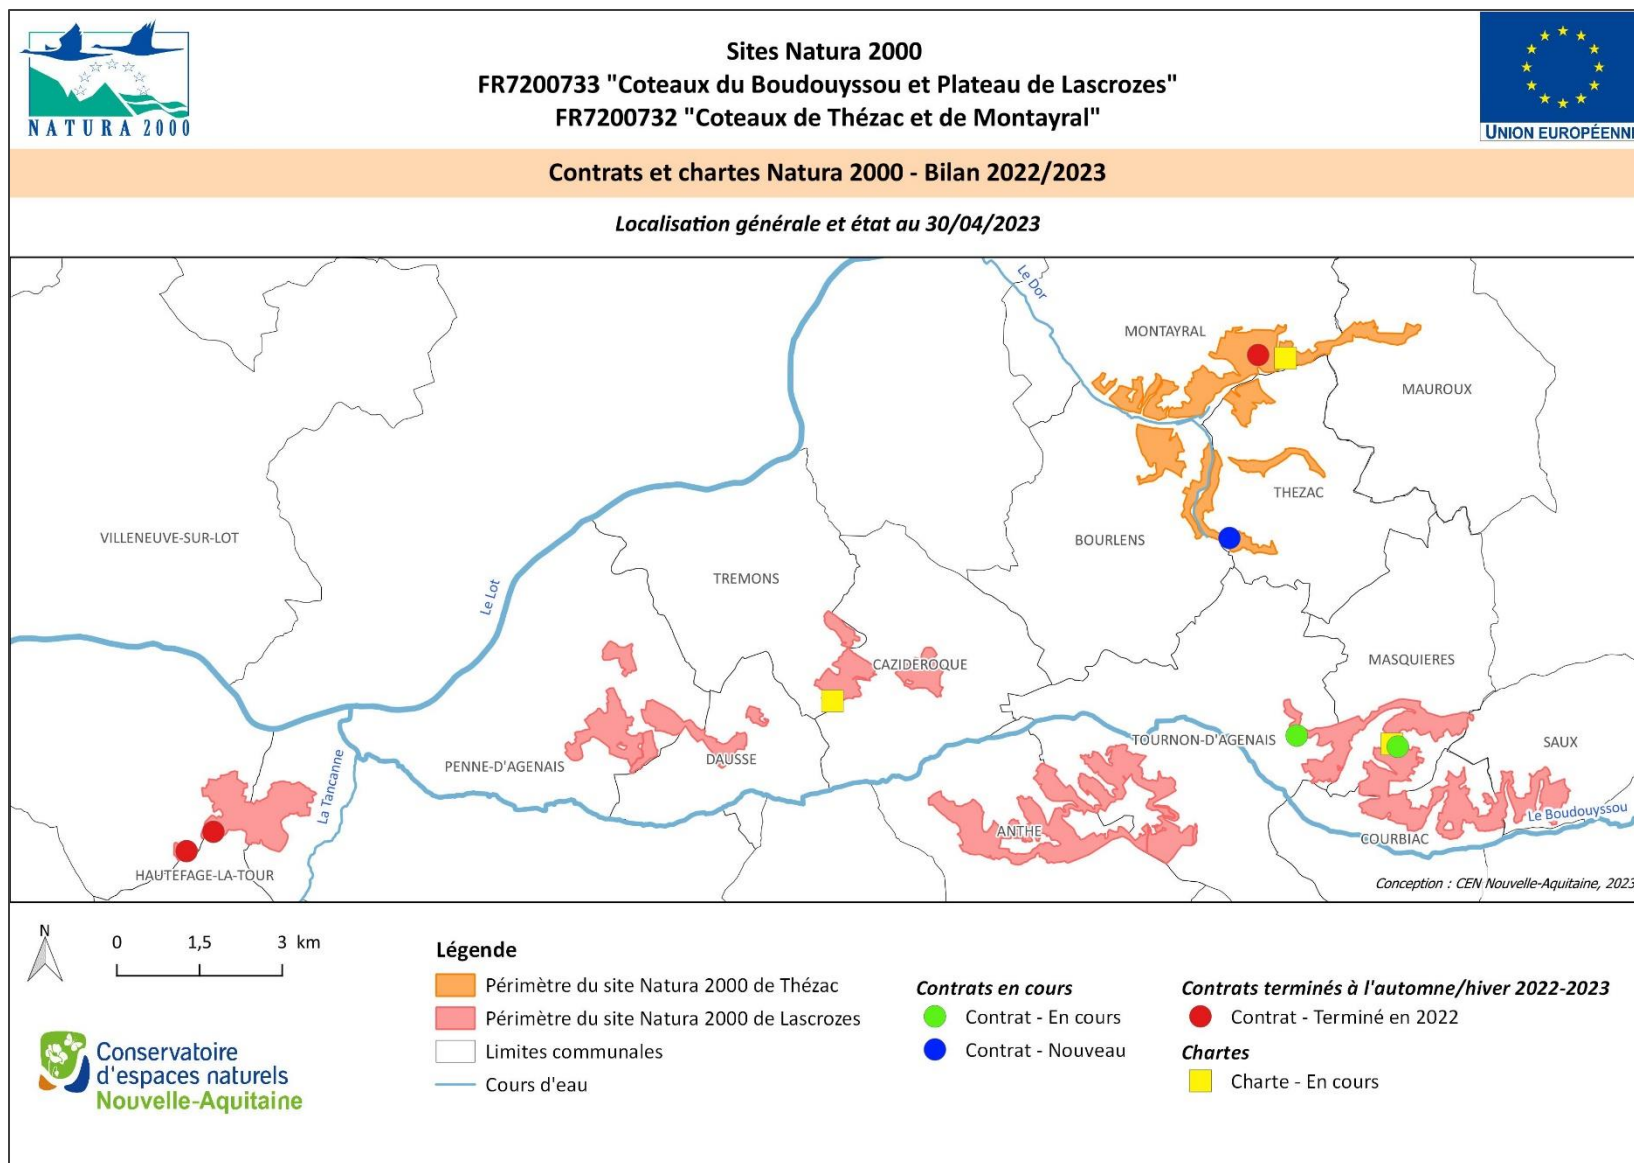 NATURA 2000
Sites Natura 2000
FR7200733 "Coteaux du Boudouyssou et Plateau de Lascrozes"
FR7200732 "Coteaux de Thézac et de Montayral"
UNION EUROPÉENNE
Contrats et chartes Natura 2000 - Bilan 2022/2023
Localisation générale et état au 30/04/2023
Le Dor
MONTAYRAL
MAUROUX
THEZAC
VILLENEUVE-SUR-LOT
BOURLENS
TREMONS
Le Lot
CAZIDEROQUE
MASQUIERES
TOURNON-D'AGENAIS
SAUX
DAUSSE
PENNE-D'AGENAIS
La Tancanne
Le Boudouyssou
ANTHE
COURBIAC
HAUTEFAGE-LA-TOUR
Conception : CEN Nouvelle-Aquitaine, 2023
N
0 1,5 3 km
Légende
Périmètre du site Natura 2000 de Thézac
Périmètre du site Natura 2000 de Lascrozes
Limites communales
Cours d'eau
Contrats en cours
Contrat - En cours
Contrat - Nouveau
Contrats terminés à l'automne/hiver 2022-2023
Contrat - Terminé en 2022
Chartes
Charte - En cours
Conservatoire
d'espaces naturels
Nouvelle-Aquitaine